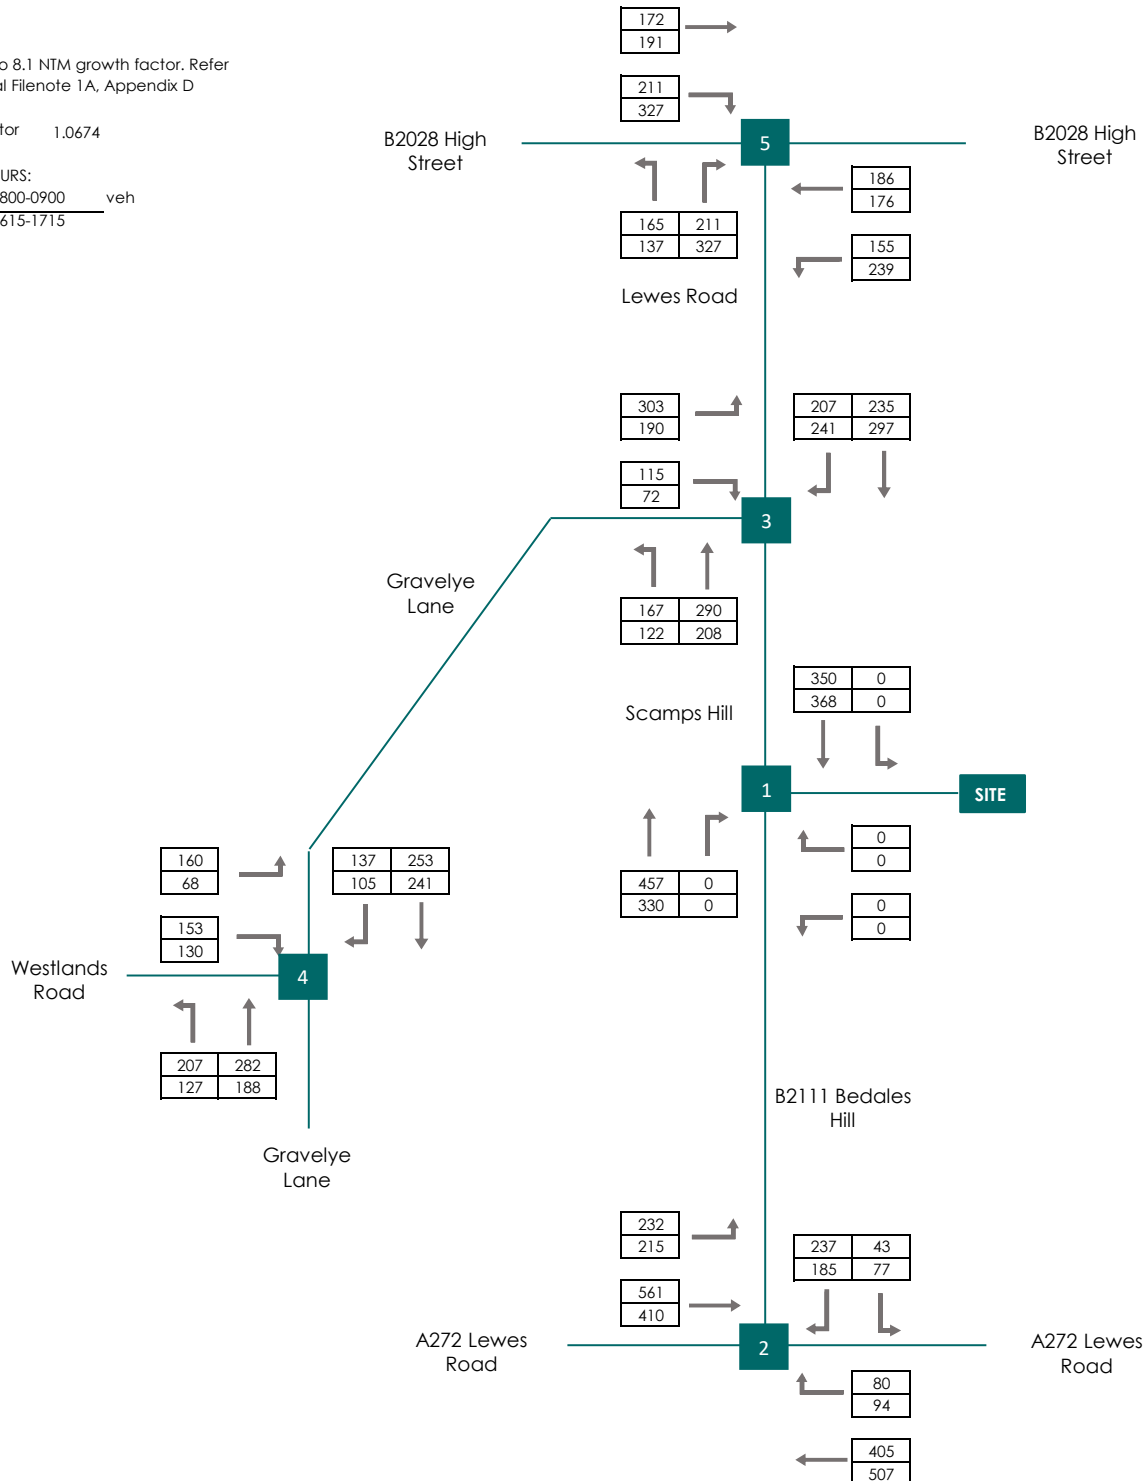 172
191
o 8.1 NTM growth factor. Refer
al Filenote 1A, Appendix D
211
327
tor 1.0674
B2028 High
Street
5
B2028 High
Street
URS:
800-0900 veh
615-1715
186
176
165 211
137 327
155
239
Lewes Road
303
190
207 235
241 297
115
72
3
Gravelye
Lane
167 290
122 208
350 0
368 0
Scamps Hill
1
SITE
0
0
160
68
137 253
105 241
457 0
330 0
0
0
153
130
Westlands
Road
4
207 282
127 188
B2111 Bedales
Hill
Gravelye
Lane
232
215
237 43
185 77
561
410
A272 Lewes
Road
2
A272 Lewes
Road
80
94
405
507